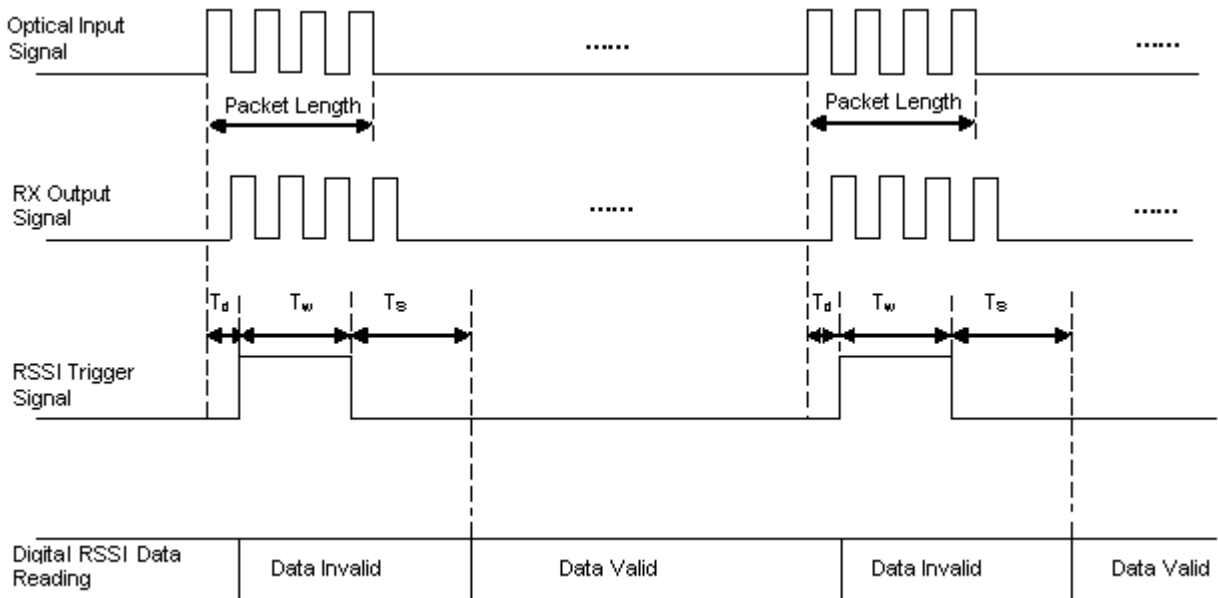 Optical Input
Signal
......
......
Packet Length
Packet Length
RX Output
Signal
......
......
Td
Tw
TS
Td
Tw
TS
RSSI Trigger
Signal
Digital RSSI Data
Reading
Data Invalid
Data Valid
Data Invalid
Data Valid